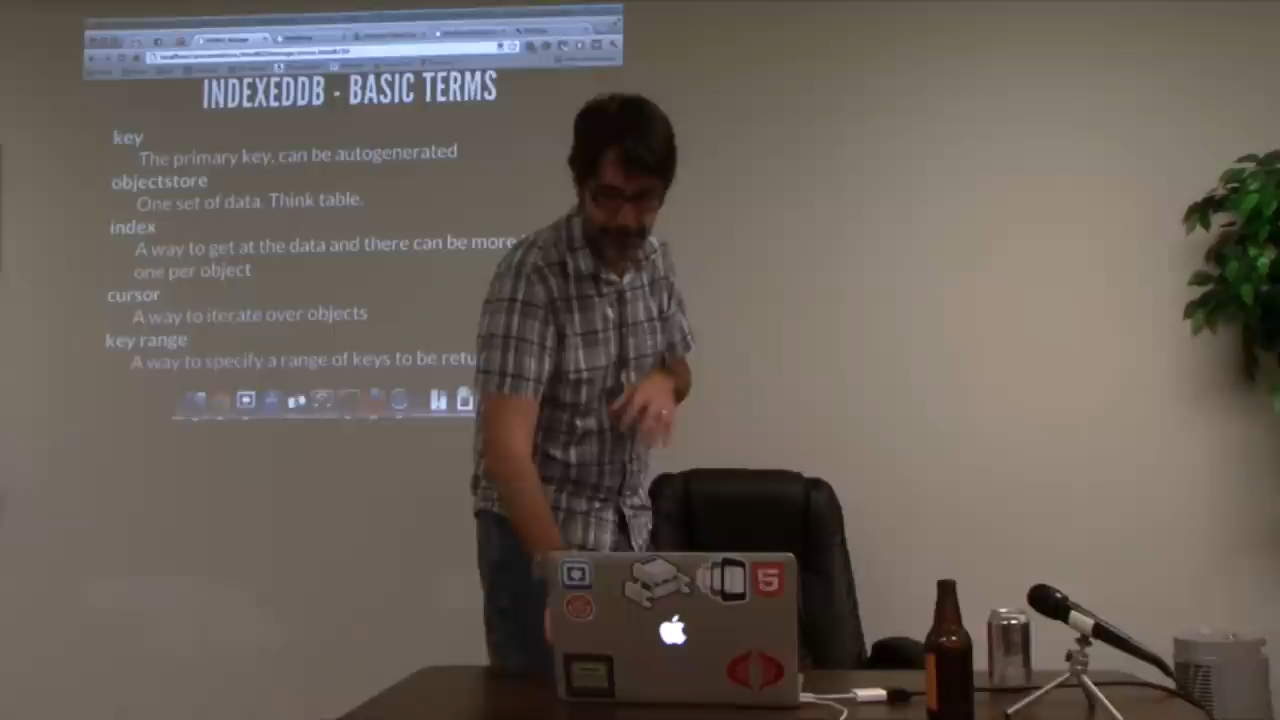 INDEXEDDB - BASIC TERMS
key
The primary key, can be autogenerated
objectstore
One set of data. Think table.
index
A way to get at the data and there can be more
one per object
cursor
A way to iterate over objects
key range
A way to specify a range of keys to be retu
5